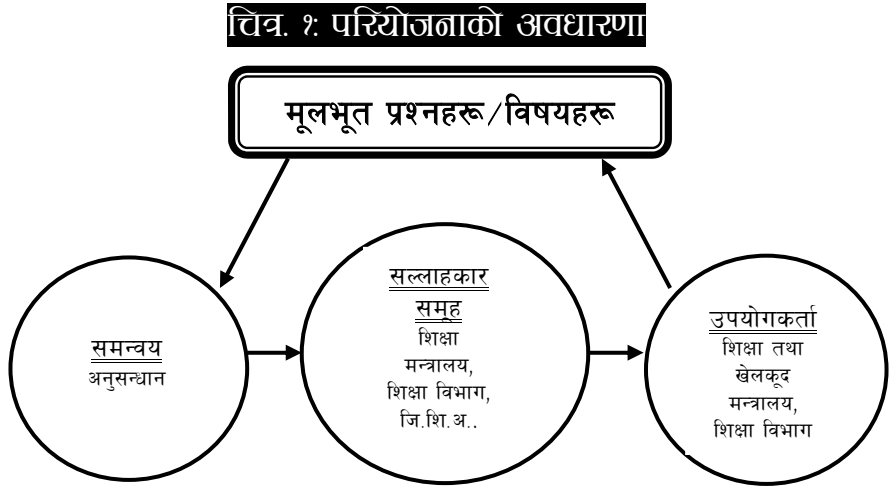 चित्र. १: परियोजनाको अवधारणा
मूलभूत प्रश्नहरू/विषयहरू
समन्वय
अनुसन्धान
सल्लाहकार
समूह
शिक्षा
मन्त्रालय,
शिक्षा विभाग,
जि.शि.अ..
उपयोगकर्ता
शिक्षा तथा
खेलकूद
मन्त्रालय,
शिक्षा विभाग